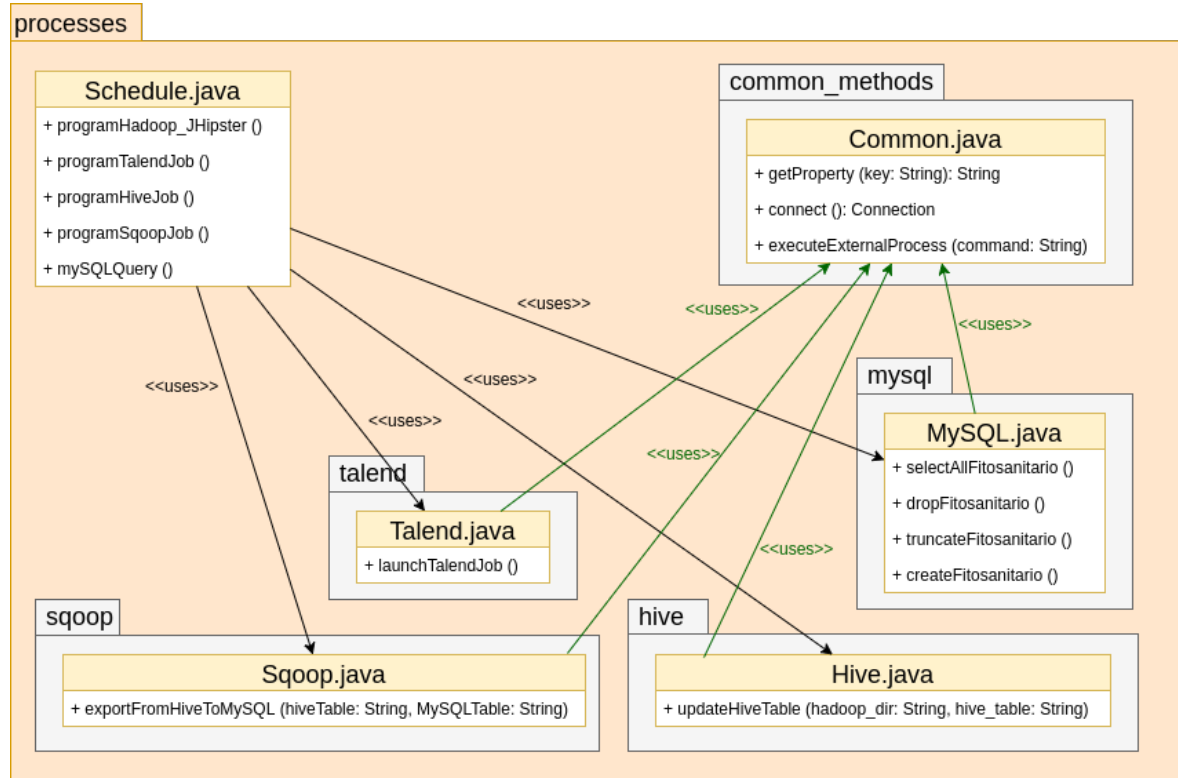 processes
Schedule.java
+ programHadoop_JHipster ()
+ programTalendJob ()
+ programHiveJob ()
+ programSqoopJob ()
+ mySQLQuery ()
common_methods
Common.java
+ getProperty (key: String): String
+ connect (): Connection
+ executeExternalProcess (command: String)
<<uses>>
<<uses>>
<<uses>>
<<uses>>
<<uses>>
<<uses>>
<<uses>>
<<uses>>
mysql
MySQL.java
+ selectAllFitosanitario ()
+ dropFitosanitario ()
+ truncateFitosanitario ()
+ createFitosanitario ()
talend
Talend.java
+ launchTalendJob ()
sqoop
Sqoop.java
+ exportFromHiveToMySQL (hiveTable: String, MySQLTable: String)
hive
Hive.java
+ updateHiveTable (hadoop_dir: String, hive_table: String)